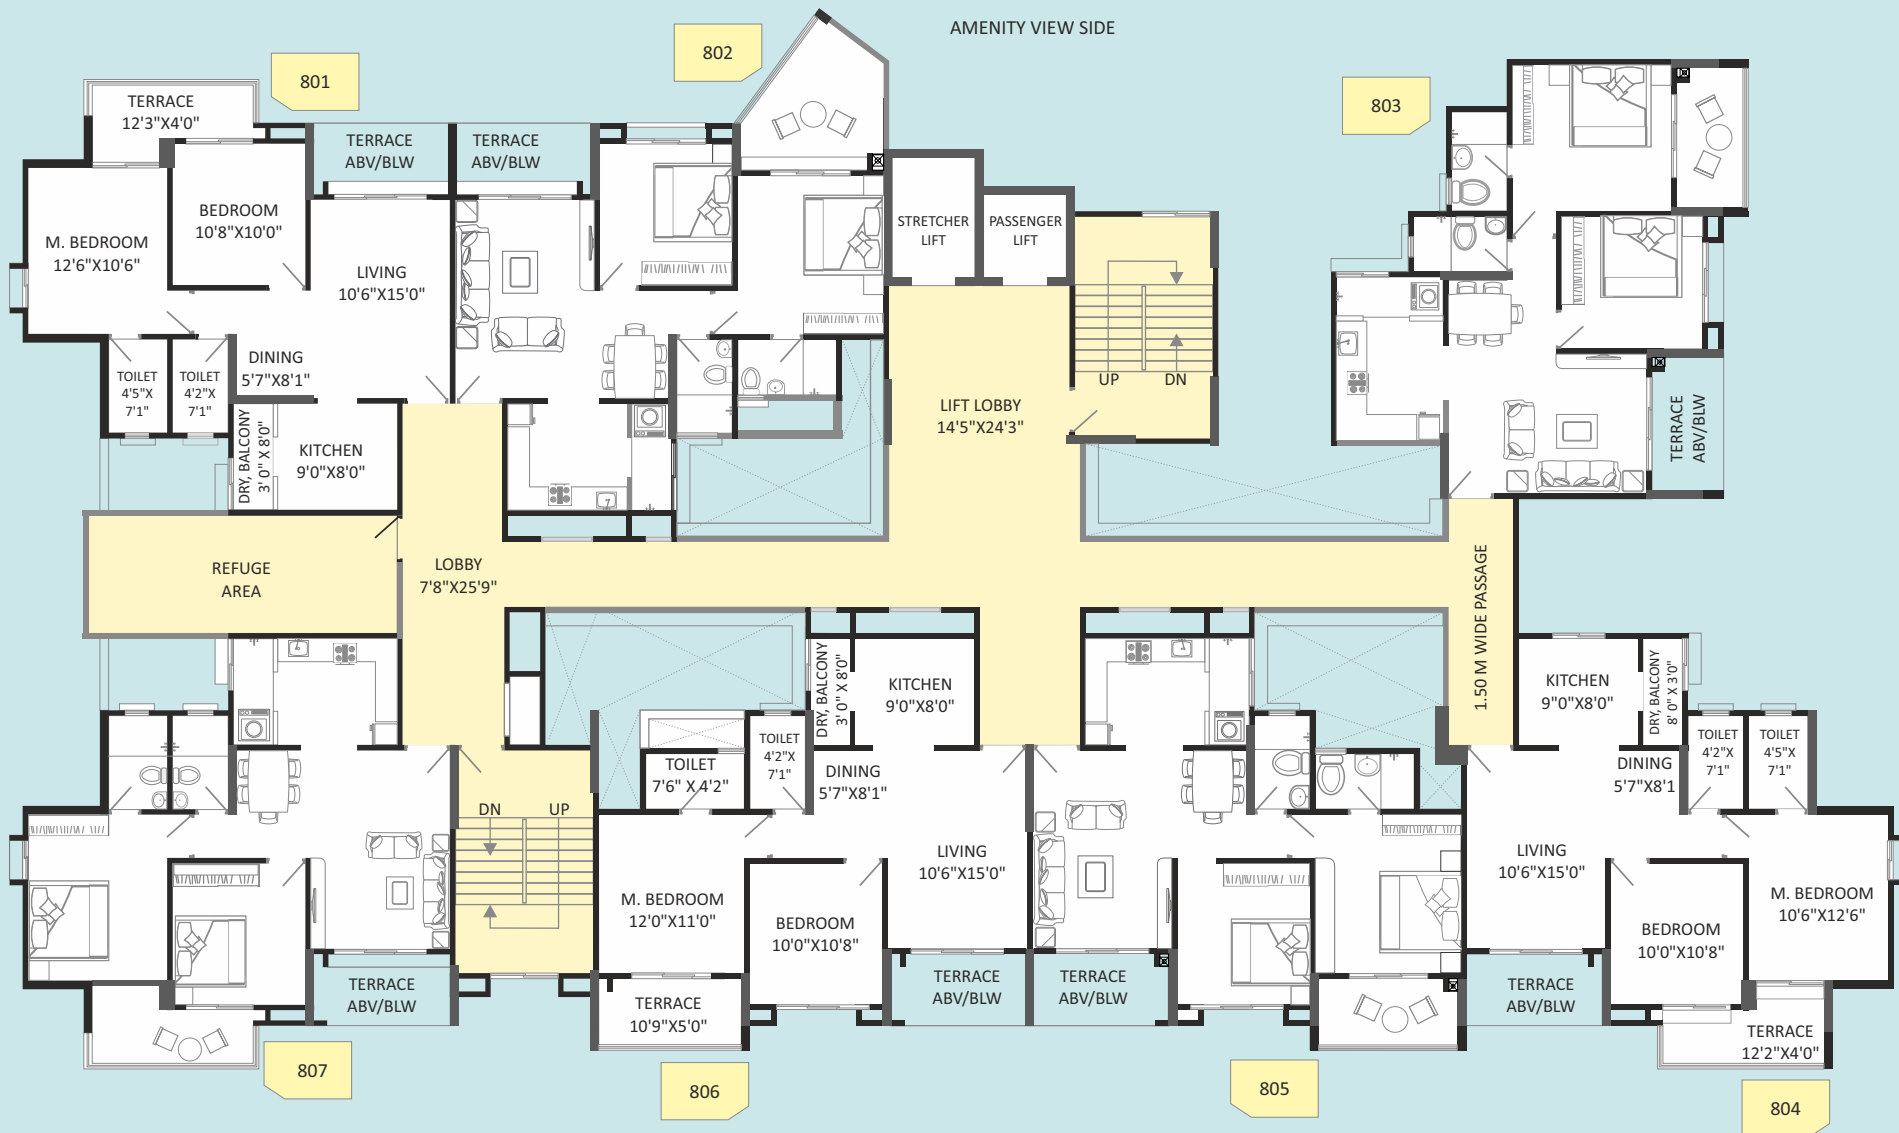 AMENITY VIEW SIDE
801
802
803
TERRACE
12'3"X4'0"
TERRACE
ABV/BLW
TERRACE
ABV/BLW
BEDROOM
10'8"X10'0"
M. BEDROOM
12'6"X10'6"
LIVING
10'6"X15'0"
STRETCHER
LIFT
PASSENGER
LIFT
DINING
5'7"X8'1"
TOILET
4'5"X
7'1"
TOILET
4'2"X
7'1"
UP
DN
LIFT LOBBY
14'5"X24'3"
DRY, BALCONY
3' 0" X 8'0"
KITCHEN
9'0"X8'0"
TERRACE
ABV/BLW
REFUGE
AREA
LOBBY
7'8"X25'9"
1.50 M WIDE PASSAGE
DRY, BALCONY
3' 0" X 8'0"
KITCHEN
9'0"X8'0"
KITCHEN
9"0"X8'0"
DRY, BALCONY
8' 0" X 3'0"
TOILET
7'6" X 4'2"
TOILET
4'2"X
7'1"
DINING
5'7"X8'1"
DINING
5'7"X8'1
TOILET
4'2"X
7'1"
TOILET
4'5"X
7'1"
DN
UP
LIVING
10'6"X15'0"
LIVING
10'6"X15'0"
M. BEDROOM
12'0"X11'0"
BEDROOM
10'0"X10'8"
BEDROOM
10'0"X10'8"
M. BEDROOM
10'6"X12'6"
TERRACE
ABV/BLW
TERRACE
10'9"X5'0"
TERRACE
ABV/BLW
TERRACE
ABV/BLW
TERRACE
ABV/BLW
TERRACE
12'2"X4'0"
807
806
805
804